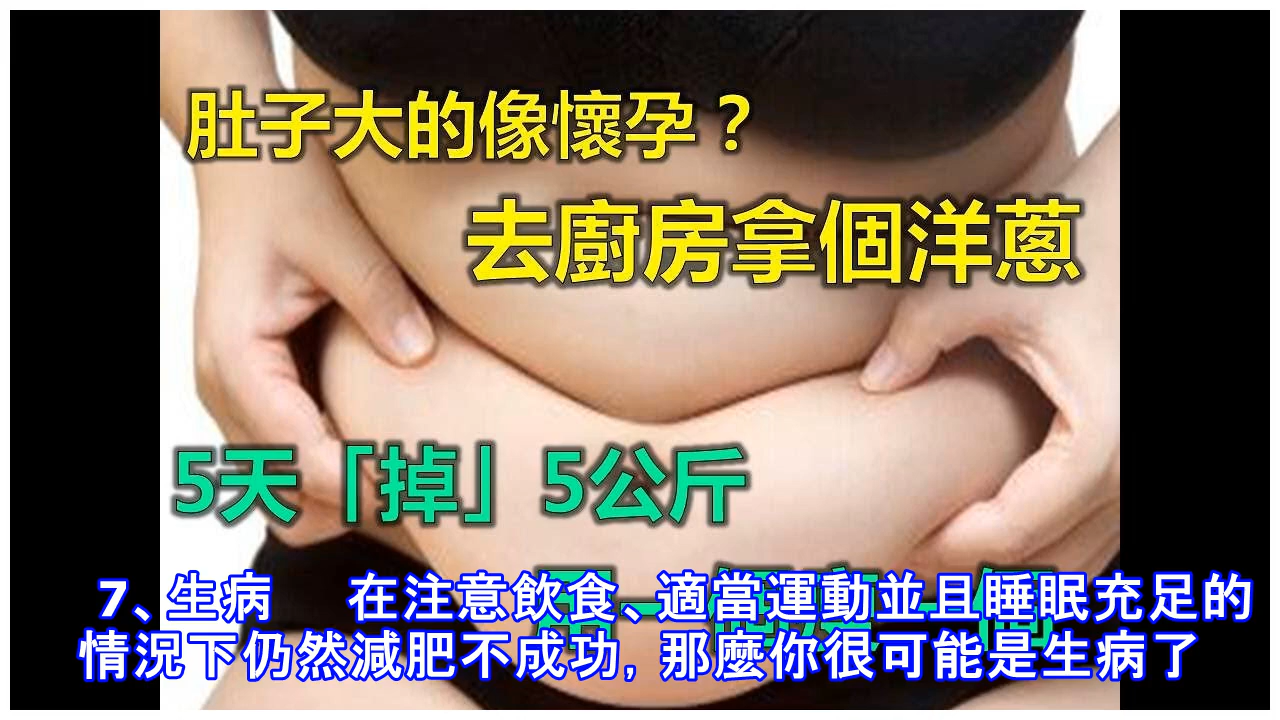 肚子大的像懷孕？
去廚房拿個洋蔥
5天「掉」5公斤
7、生病　在注意飲食、適當運動並且睡眠充足的
情況下仍然減肥不成功, 那麼你很可能是生病了